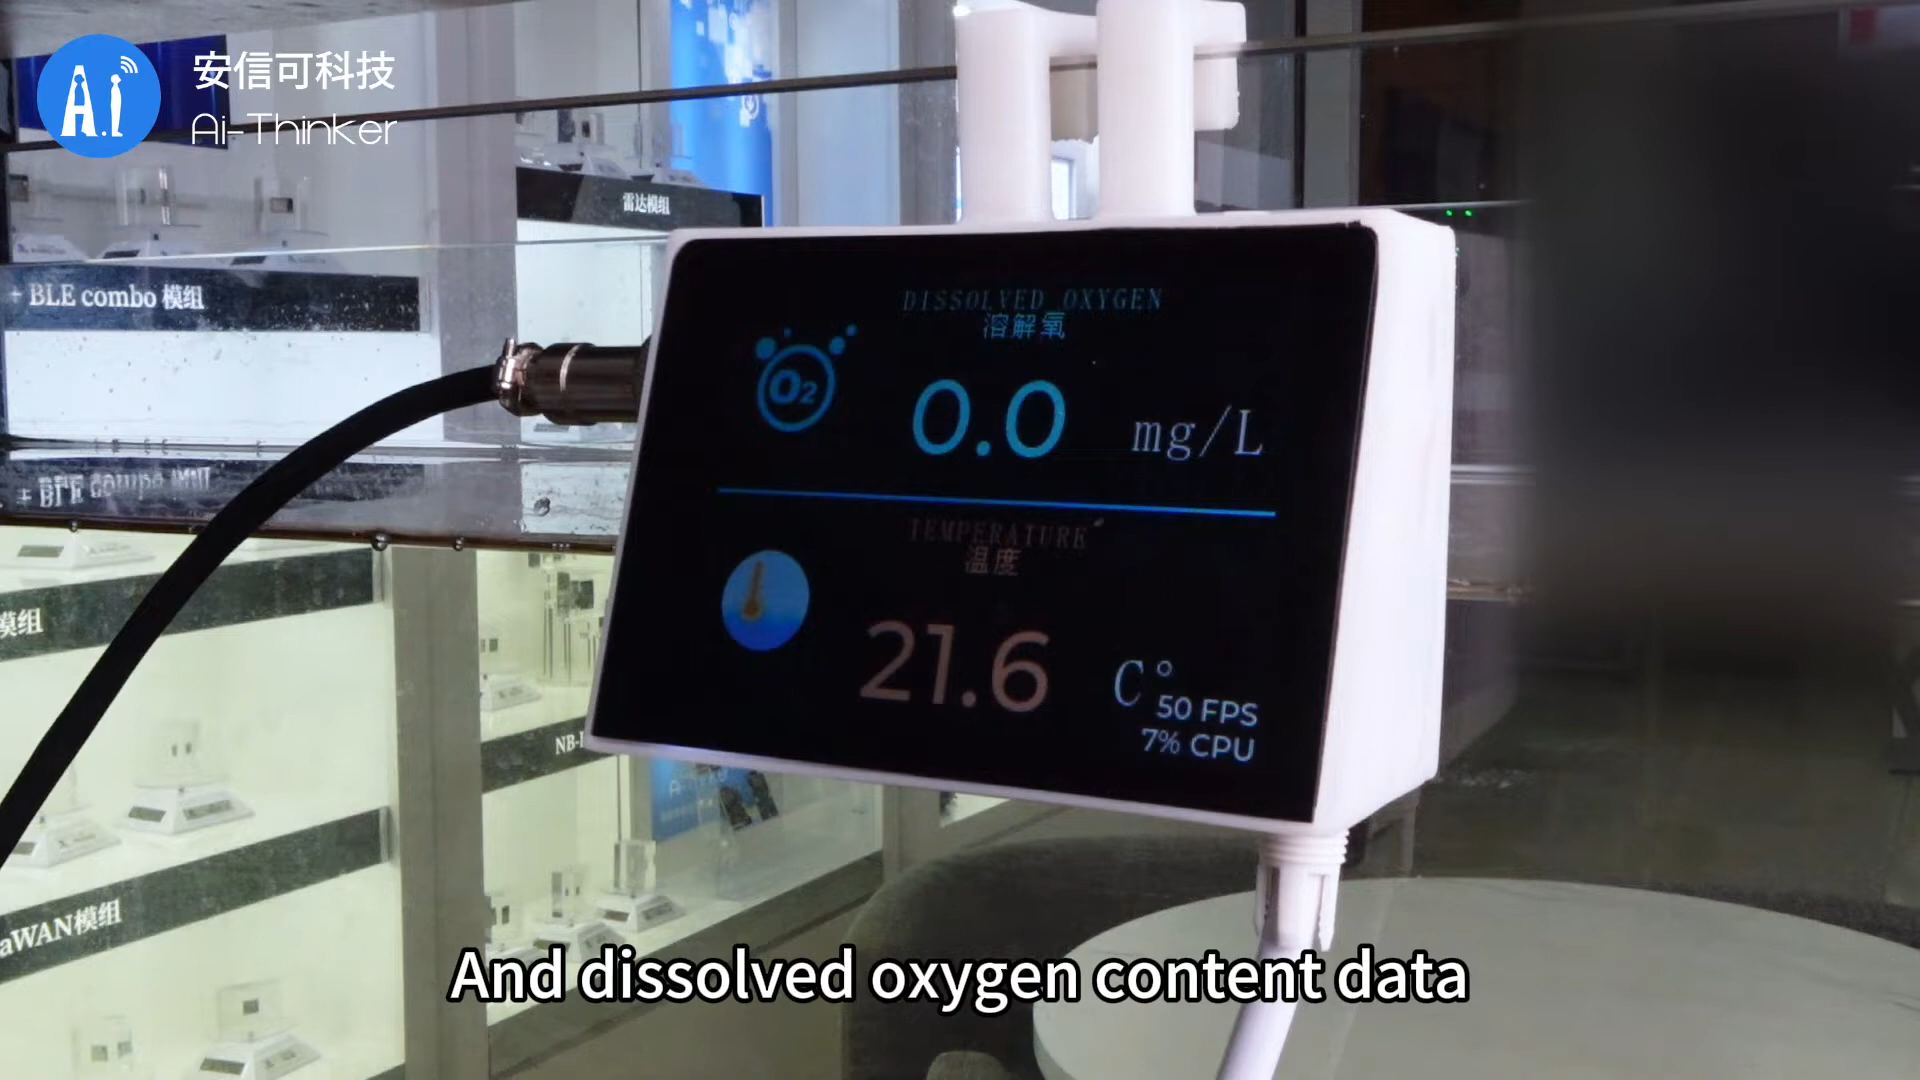 安信可科技
Ai-Thinker
雷达模组
+ BLE combo 模组
DISSOLVED OXYGEN
溶解氧
O2
0.0 mg/L
TEMPERATURE
温度
21.6 C°
50 FPS
7% CPU
模组
NB-
aWAN模组
And dissolved oxygen content data